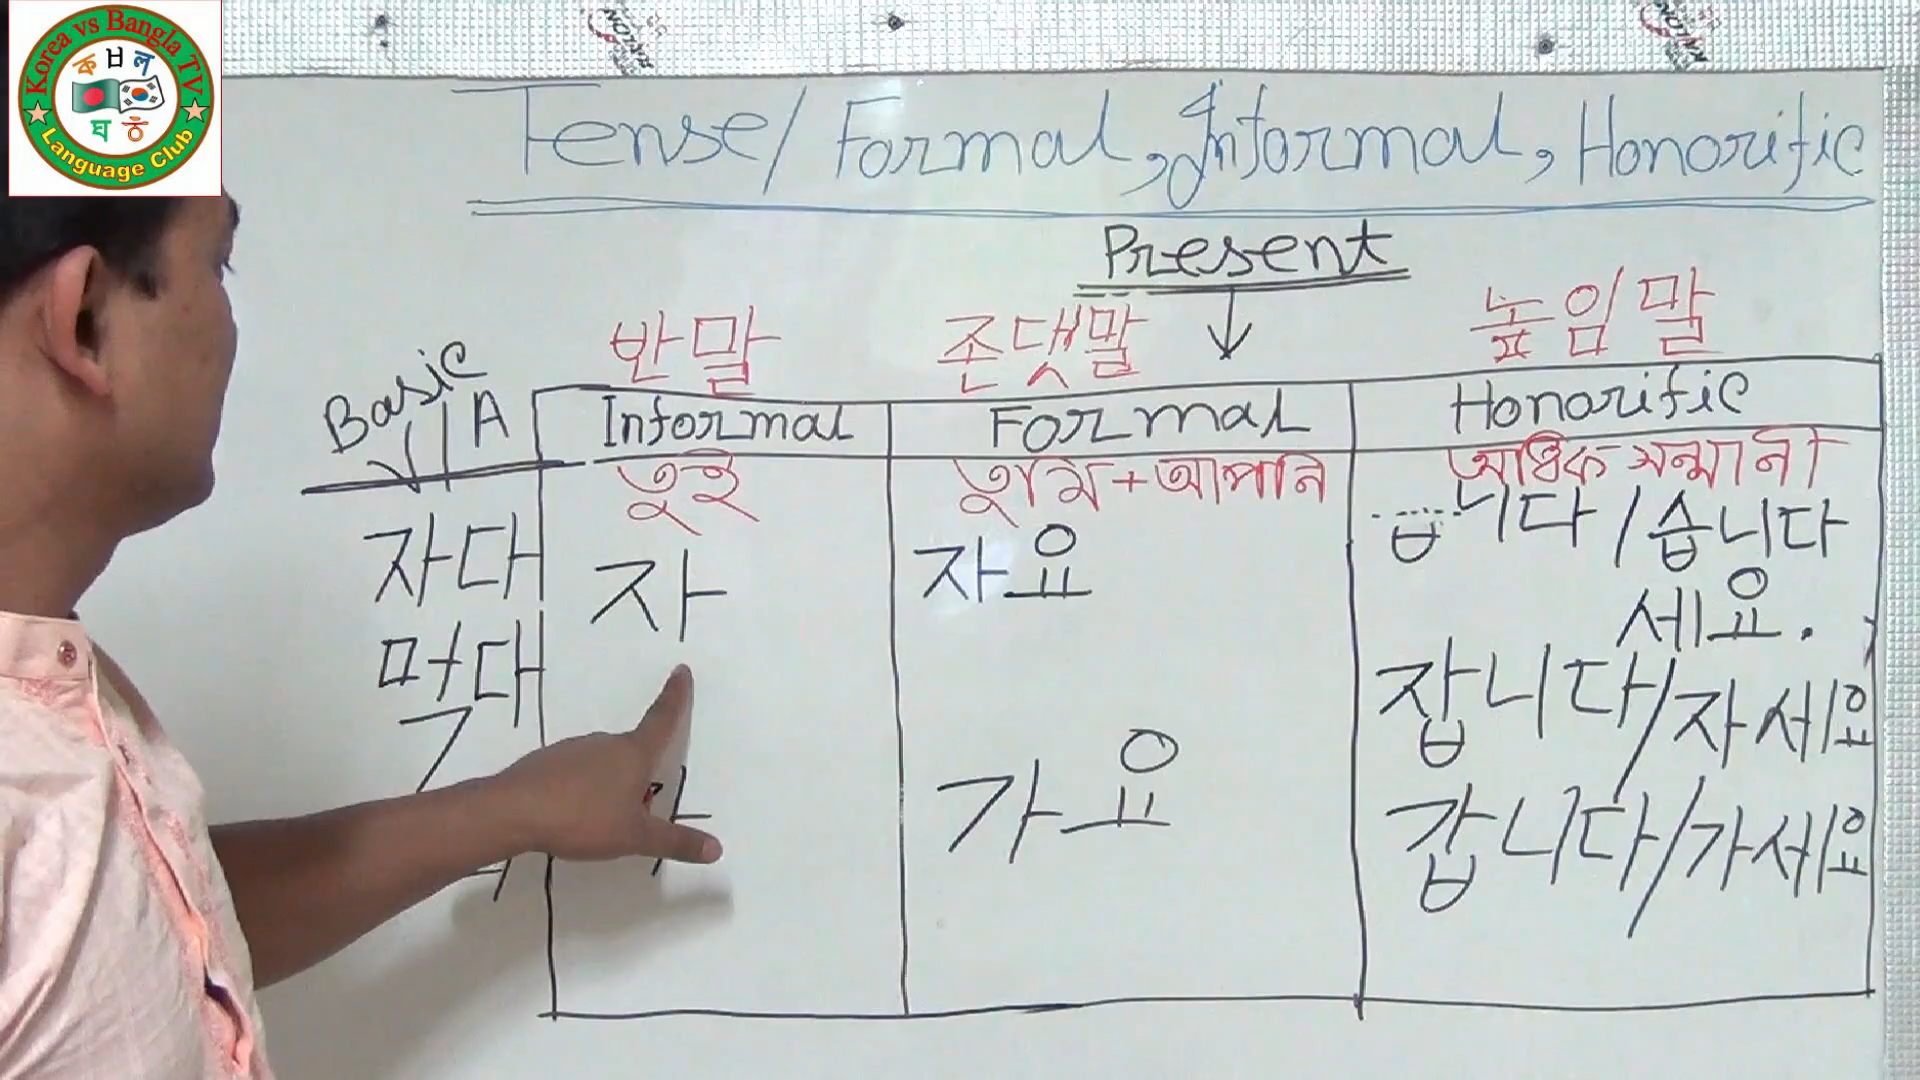 Korea vs Bangla TV
ক ㅂㅐ ল
ঘ ㅎ
Language Club
Tense/ Formal, Informal, Honorific
Present
반말 존댓말 높임말
Basic V A
Informal Formal Honorific
তুই তুমি+আপনি অধিক সম্মানী
ㅂ니다/습니다
세요.
자다 자 자요 잡니다/자세요
먹다
가요 갑니다/가세요